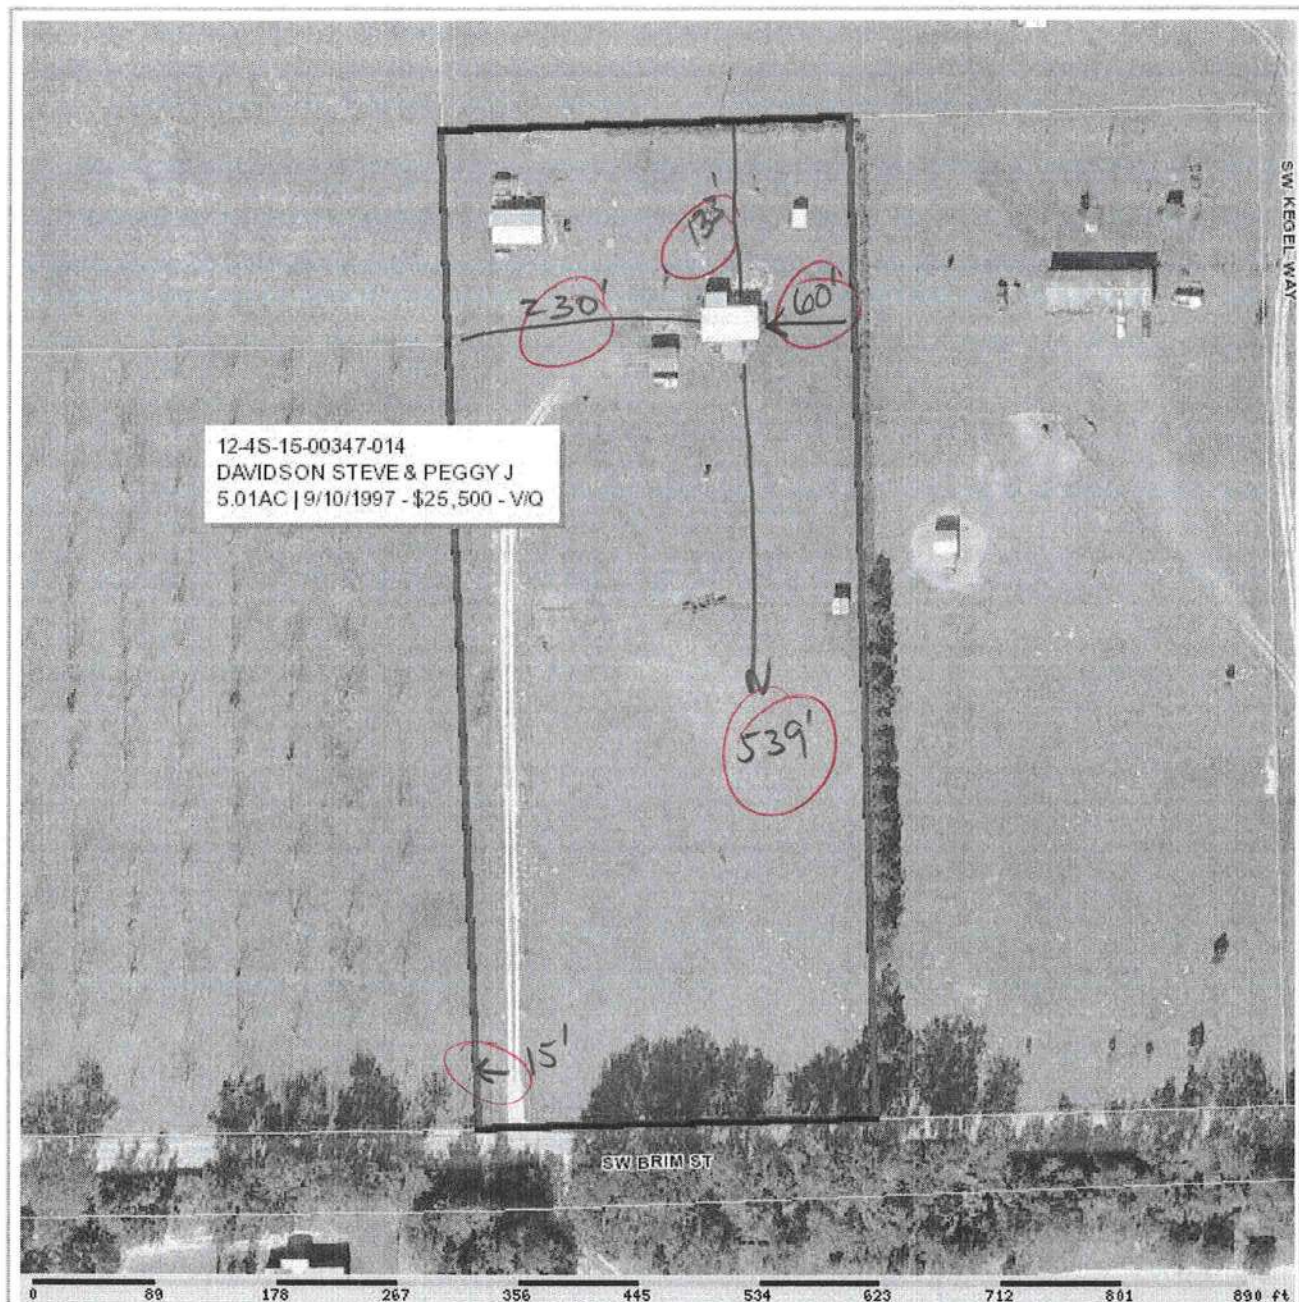 SW KEGEL WAY
133'
230'
60'
12-4S-15-00347-014
DAVIDSON STEVE & PEGGY J
5.01AC | 9/10/1997 - $25,500 - V/Q
N
539'
15'
SW BRIM ST
0 89 178 267 356 445 534 623 712 801 890 ft